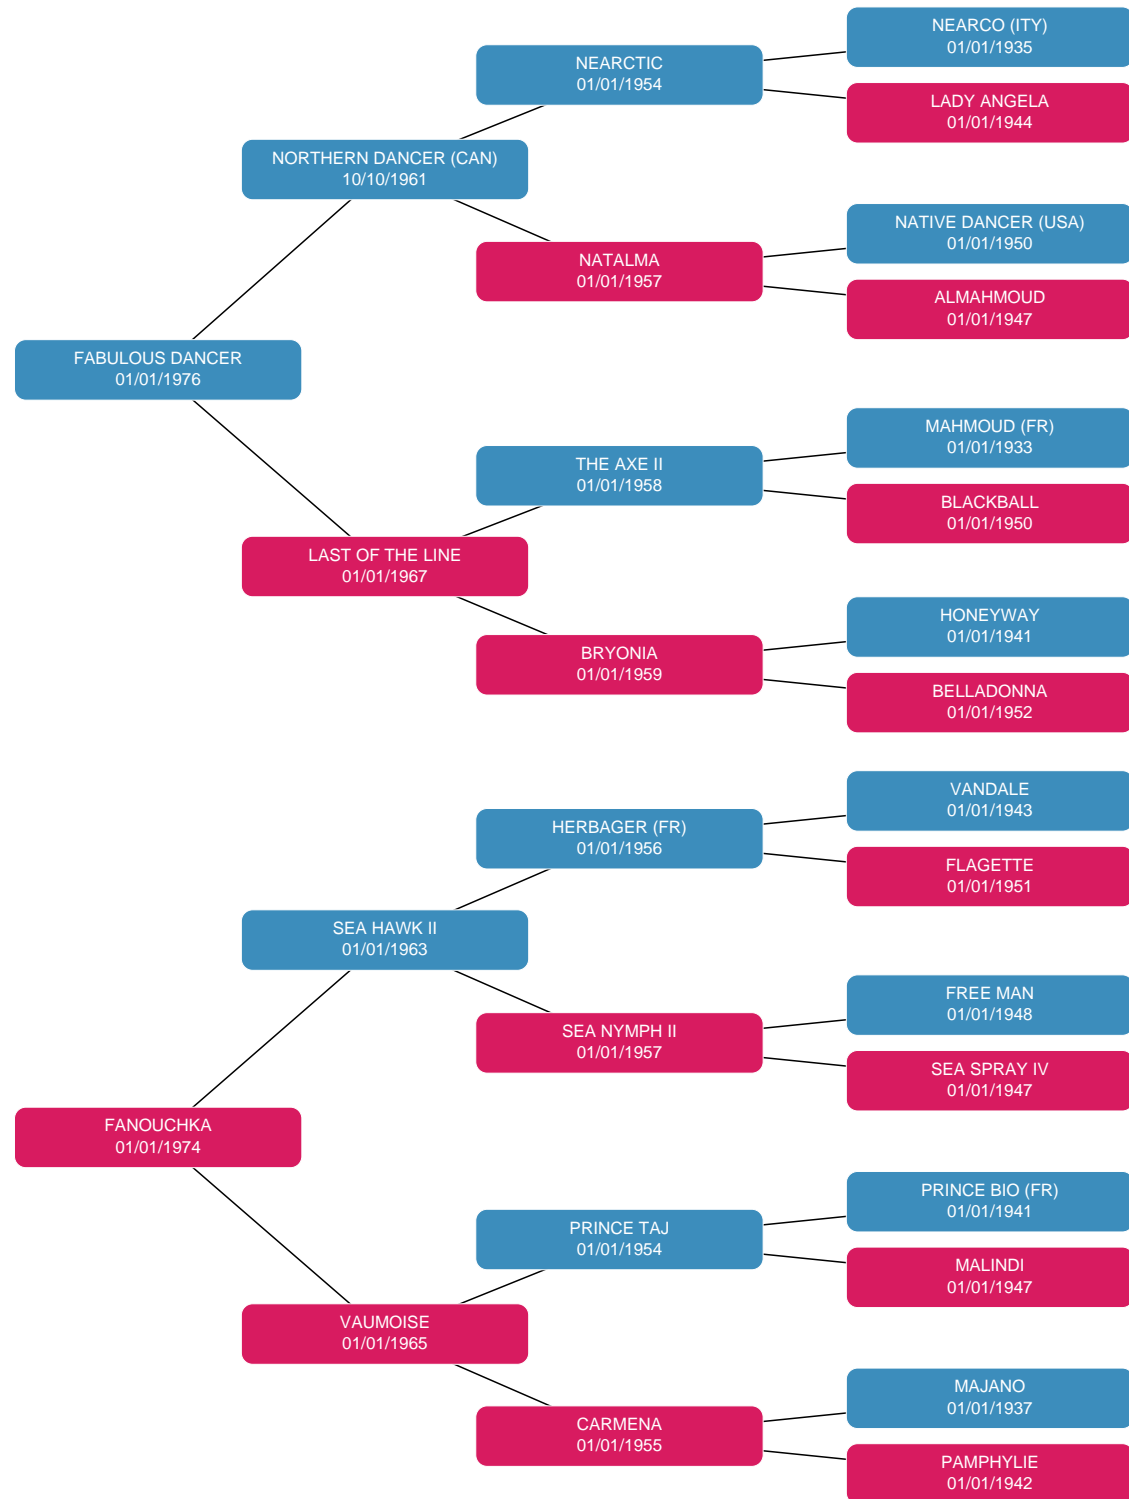 NEARCO (ITY)
01/01/1935
NEARCTIC
01/01/1954
LADY ANGELA
01/01/1944
NORTHERN DANCER (CAN)
10/10/1961
NATIVE DANCER (USA)
01/01/1950
NATALMA
01/01/1957
ALMAHMOUD
01/01/1947
FABULOUS DANCER
01/01/1976
MAHMOUD (FR)
01/01/1933
THE AXE II
01/01/1958
BLACKBALL
01/01/1950
LAST OF THE LINE
01/01/1967
HONEYWAY
01/01/1941
BRYONIA
01/01/1959
BELLADONNA
01/01/1952
VANDALE
01/01/1943
HERBAGER (FR)
01/01/1956
FLAGETTE
01/01/1951
SEA HAWK II
01/01/1963
FREE MAN
01/01/1948
SEA NYMPH II
01/01/1957
SEA SPRAY IV
01/01/1947
FANOUCHKA
01/01/1974
PRINCE BIO (FR)
01/01/1941
PRINCE TAJ
01/01/1954
MALINDI
01/01/1947
VAUMOISE
01/01/1965
MAJANO
01/01/1937
CARMENA
01/01/1955
PAMPHYLIE
01/01/1942